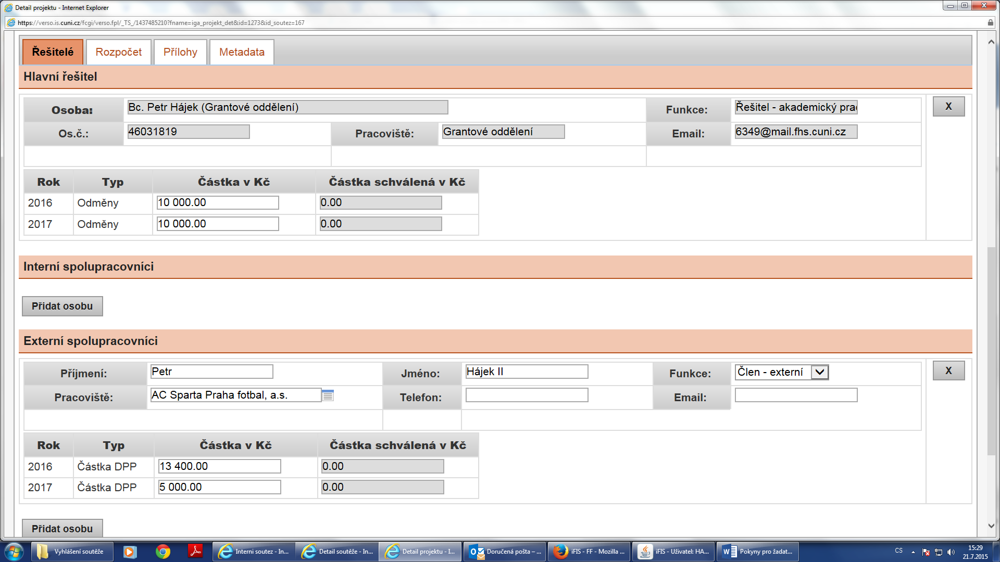 Detail projektu - Internet Explorer
https://verso.is.cuni.cz/fcgi/verso.fpl/_TS_/1437485210?fname=iga_projekt_det&id=1273&id_soutez=167
Řešitelé Rozpočet Přílohy Metadata
Hlavní řešitel
Osoba: Bc. Petr Hájek (Grantové oddělení) Funkce: Řešitel - akademický prac X
Os.č.: 46031819 Pracoviště: Grantové oddělení Email: 6349@mail.fhs.cuni.cz
Rok Typ Částka v Kč Částka schválená v Kč
2016 Odměny 10 000.00 0.00
2017 Odměny 10 000.00 0.00
Interní spolupracovníci
Přidat osobu
Externí spolupracovníci
Příjmení: Petr Jméno: Hájek II Funkce: Člen - externí X
Pracoviště: AC Sparta Praha fotbal, a.s. Telefon: Email:
Rok Typ Částka v Kč Částka schválená v Kč
2016 Částka DPP 13 400.00 0.00
2017 Částka DPP 5 000.00 0.00
Přidat osobu
Vyhlášení soutěže Interni soutez - In... Detail soutěže - In... Detail projektu - I... Doručená pošta – ... iFIS - FF - Mozilla ... iFIS - Uživatel: HA... Pokyny pro žadat... CS 15:29
21.7.2015